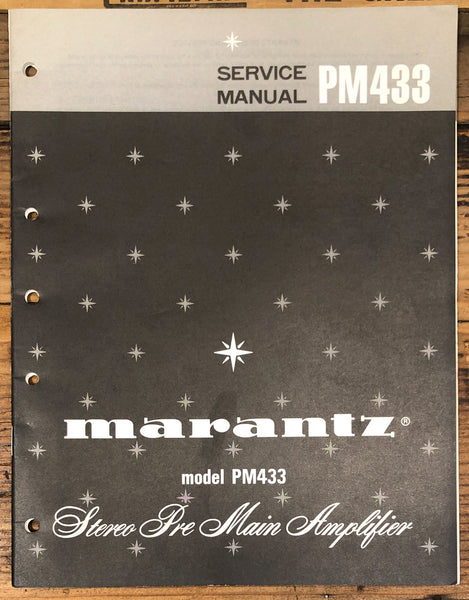 SERVICE
MANUAL PM433
marantz®
model PM433
Stereo Pre Main Amplifier